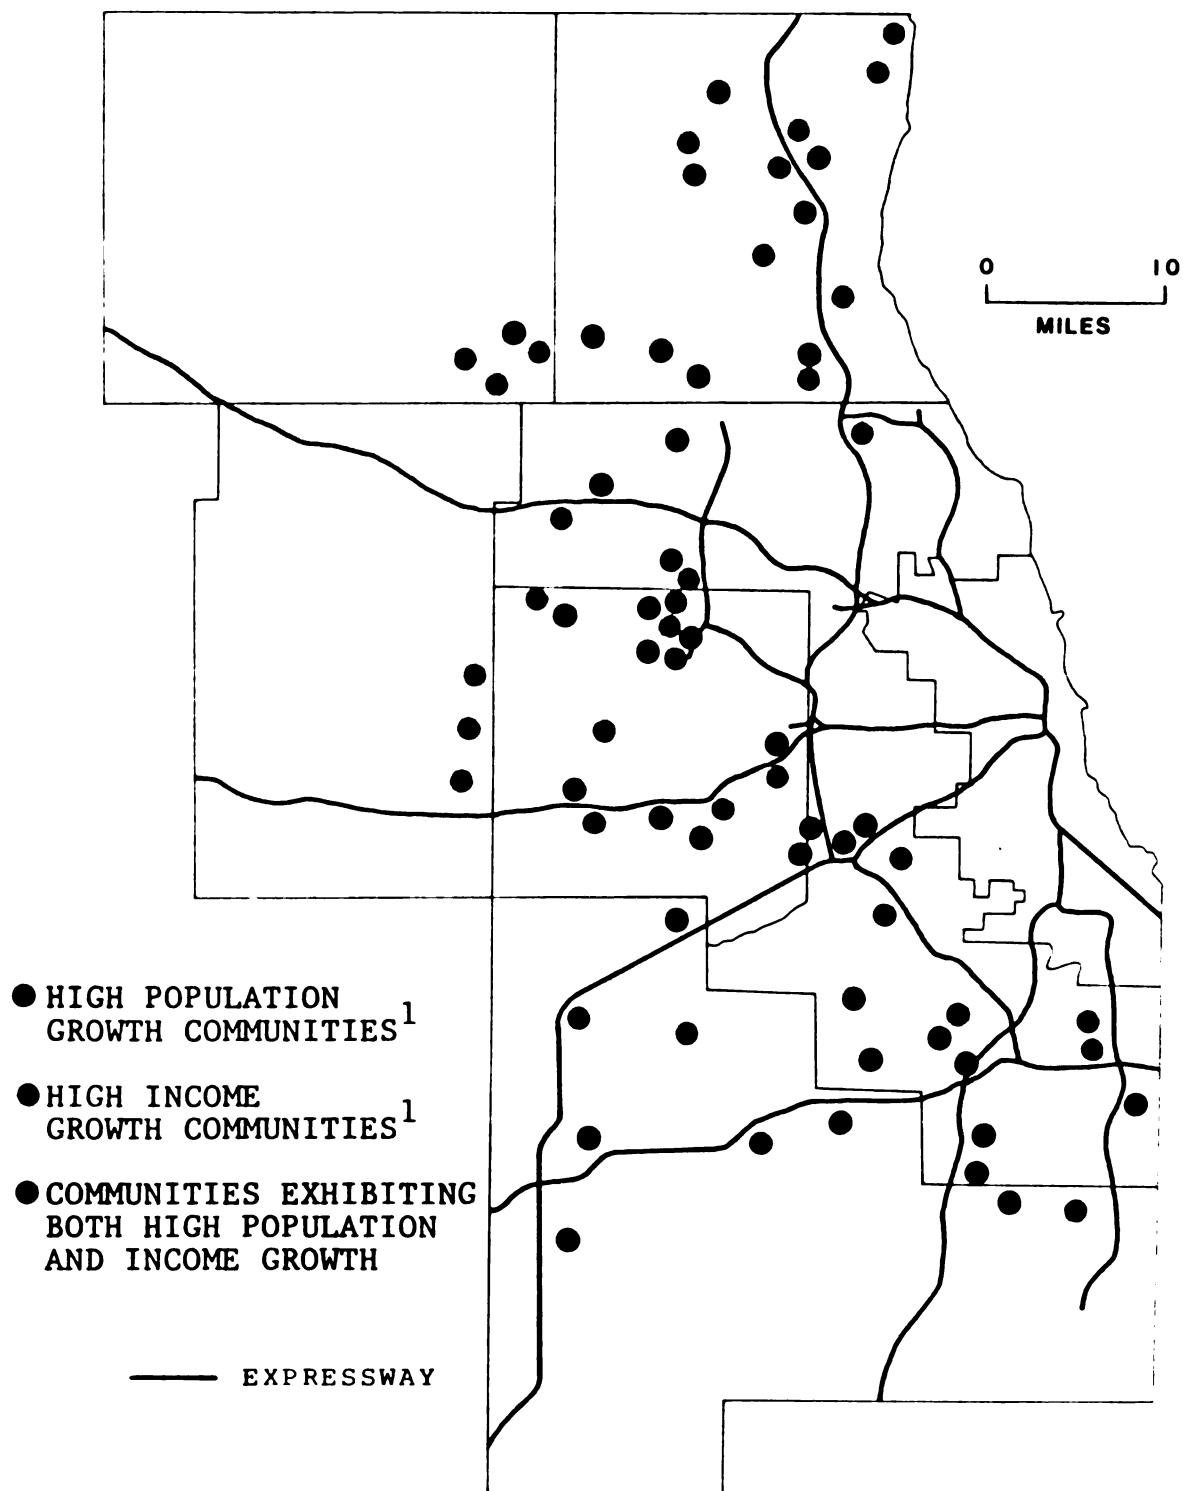 0 10
MILES
HIGH POPULATION
GROWTH COMMUNITIES1
HIGH INCOME
GROWTH COMMUNITIES1
COMMUNITIES EXHIBITING
BOTH HIGH POPULATION
AND INCOME GROWTH
EXPRESSWAY